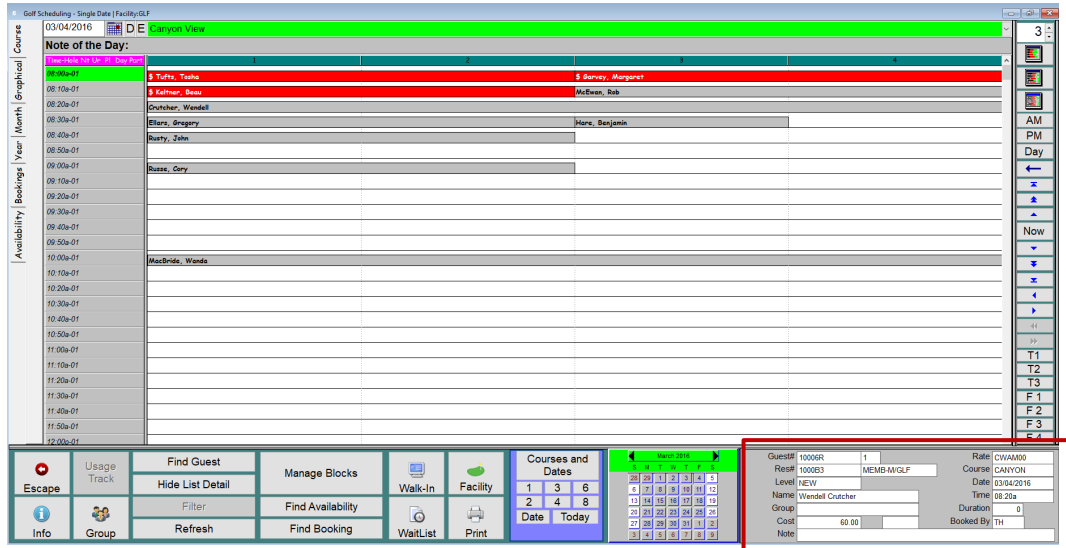 Golf Scheduling - Single Date | Facility:GLF
Course
Graphical
Month
Year
Bookings
Availability
03/04/2016 D E Canyon View 3
Note of the Day:
Time-Hole Nt Ur Pl Day Part 1 2 3 4
08:00a-01 $ Tufts, Tasha $ Garvey, Margaret
08:10a-01 $ Keltner, Beau McEwan, Rob
08:20a-01 Crutcher, Wendell
08:30a-01 Ellars, Gregory Hare, Benjamin
08:40a-01 Rusty, John
08:50a-01
09:00a-01 Russe, Cory
09:10a-01
09:20a-01
09:30a-01
09:40a-01
09:50a-01
10:00a-01 MacBride, Wanda
10:10a-01
10:20a-01
10:30a-01
10:40a-01
10:50a-01
11:00a-01
11:10a-01
11:20a-01
11:30a-01
11:40a-01
11:50a-01
12:00p-01
AM
PM
Day
Now
T1
T2
T3
F 1
F 2
F 3
F 4
Escape
Usage Track
Find Guest
Hide List Detail
Manage Blocks
Walk-In
Facility
Info
Group
Filter
Refresh
Find Availability
Find Booking
WaitList
Print
Courses and
Dates
1 3 6
2 4 8
Date Today
March 2016
S M T W T F S
28 29 1 2 3 4 5
6 7 8 9 10 11 12
13 14 15 16 17 18 19
20 21 22 23 24 25 26
27 28 29 30 31 1 2
3 4 5 6 7 8 9
Guest# 10006R 1 Rate CWAM00
Res# 1000B3 MEMB-M/GLF Course CANYON
Level NEW Date 03/04/2016
Name Wendell Crutcher Time 08:20a
Group Duration 0
Cost 60.00 Booked By TH
Note